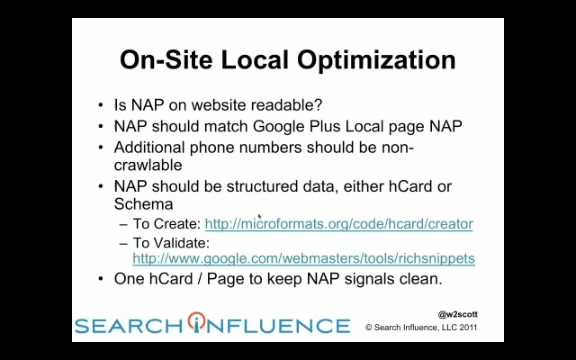 On-Site Local Optimization
• Is NAP on website readable?
• NAP should match Google Plus Local page NAP
• Additional phone numbers should be non-
crawlable
• NAP should be structured data, either hCard or
Schema
– To Create: http://microformats.org/code/hcard/creator
– To Validate:
http://www.google.com/webmasters/tools/richsnippets
• One hCard / Page to keep NAP signals clean.
@w2scott
SEARCH INFLUENCE
© Search Influence, LLC 2011